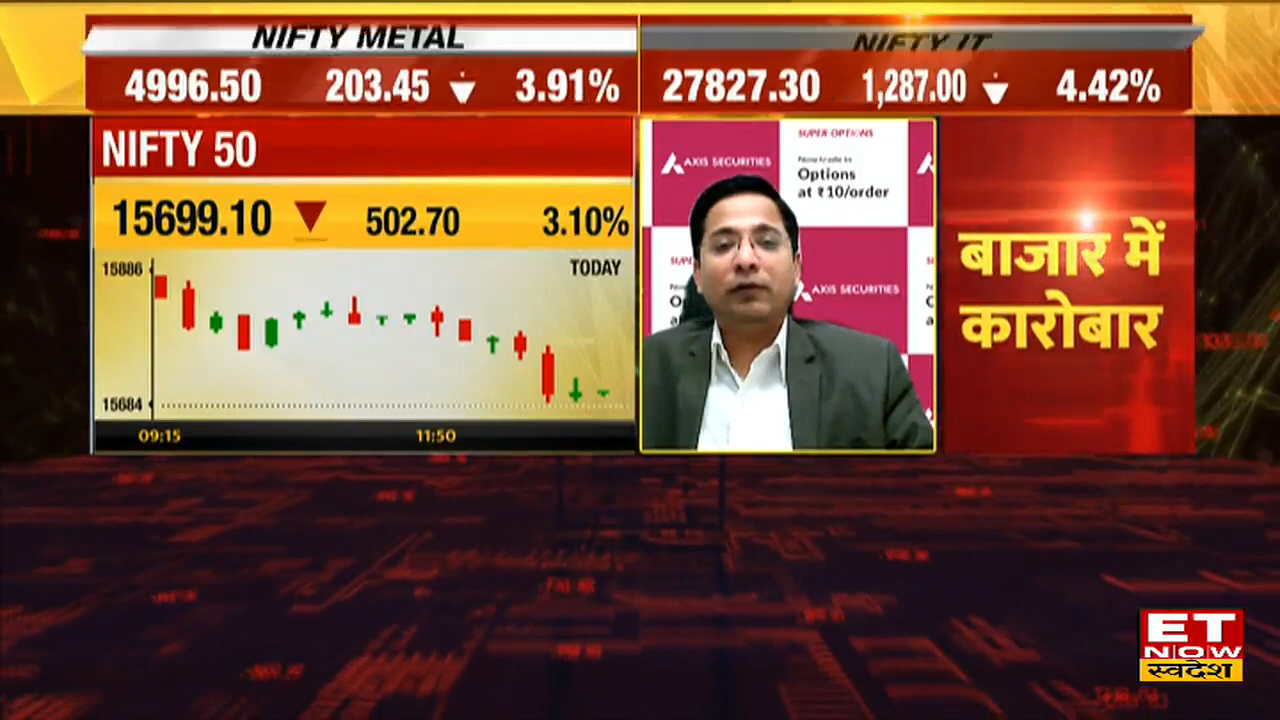 NIFTY METAL
4996.50 203.45 3.91%
NIFTY IT
27827.30 1,287.00 4.42%
NIFTY 50
15699.10 502.70 3.10%
15886
TODAY
15684
09:15 11:50
SUPER OPTIONS
AXIS SECURITIES
Now trade in
Options
at ₹10/order
AXIS SECURITIES
बाजार में
कारोबार
ET
NOW
स्वदेश